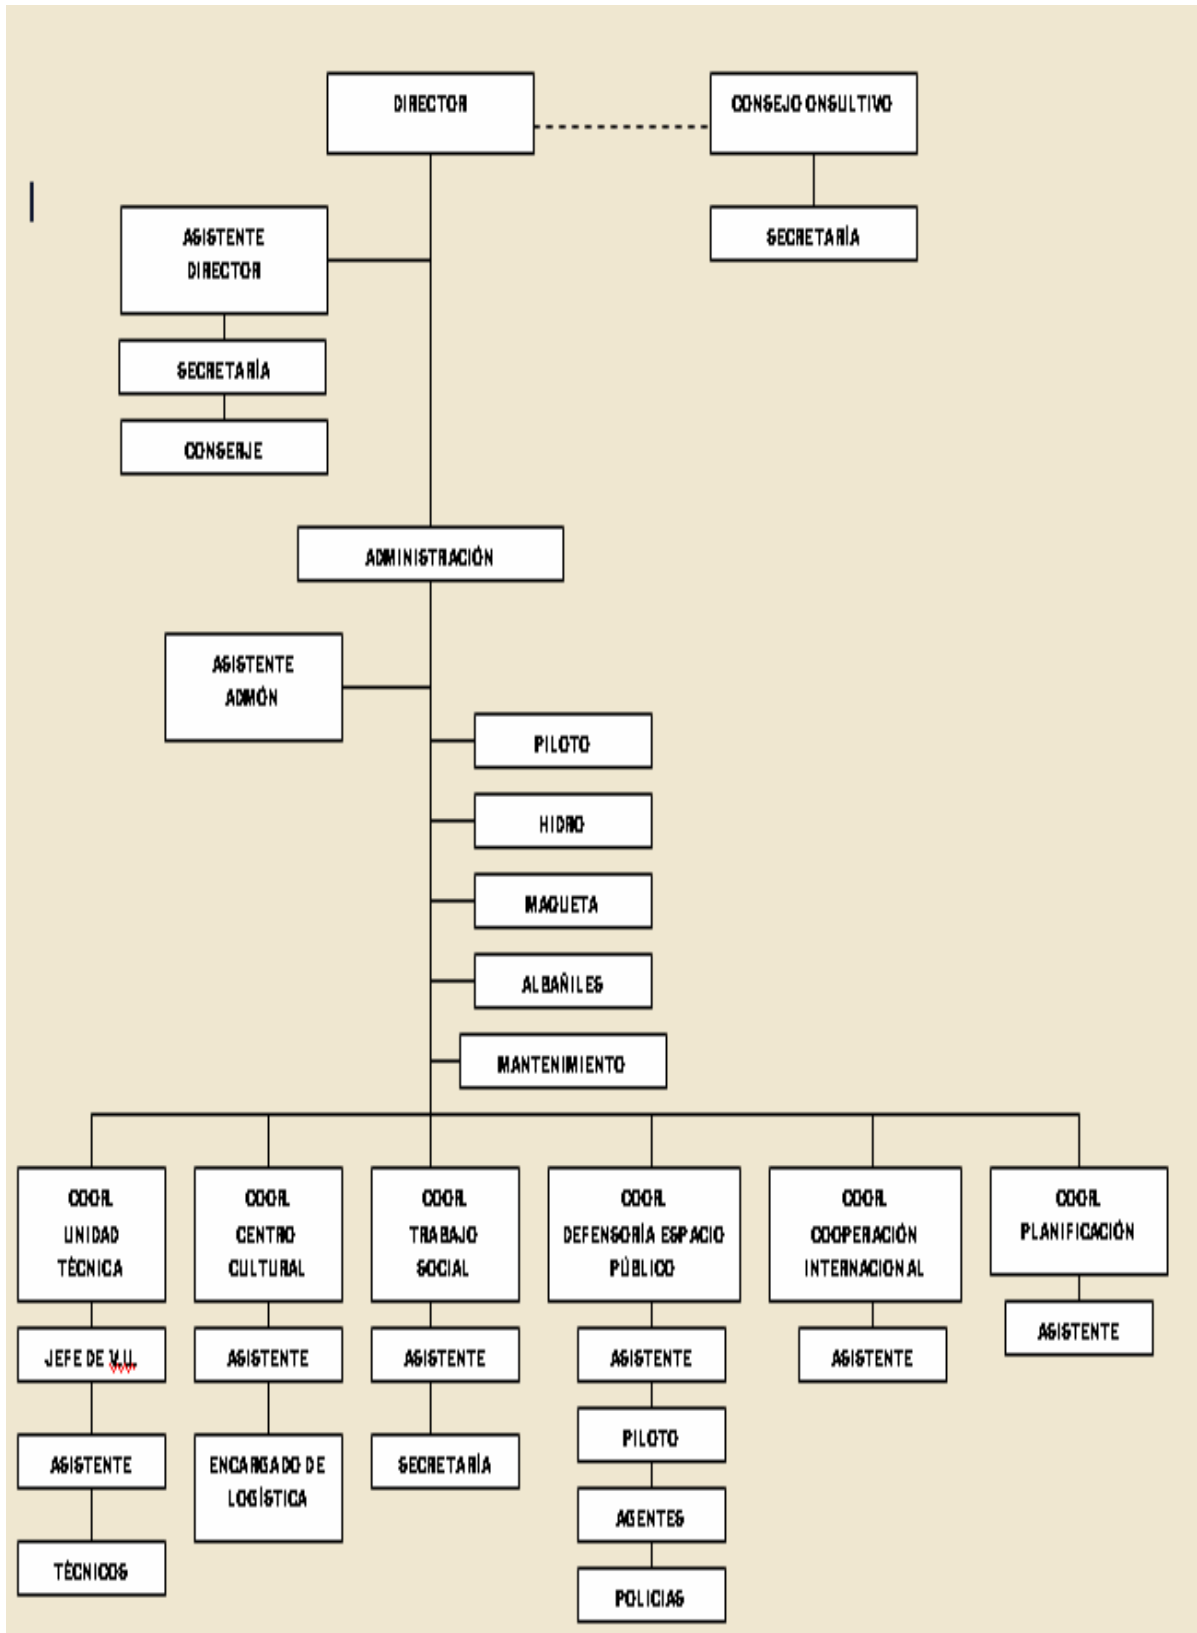 DIRECTOR
CONSEJO ONSULTIVO
SECRETARÍA
ASISTENTE
DIRECTOR
SECRETARÍA
CONSERJE
ADMINISTRACIÓN
ASISTENTE
ADMÓN
PILOTO
HIDRO
MAQUETA
ALBAÑILES
MANTENIMIENTO
COOR.
UNIDAD
TÉCNICA
JEFE DE V.U.
ASISTENTE
TÉCNICOS
COOR.
CENTRO
CULTURAL
ASISTENTE
ENCARGADO DE
LOGÍSTICA
COOR.
TRABAJO
SOCIAL
ASISTENTE
SECRETARÍA
COOR.
DEFENSORÍA ESPACIO
PÚBLICO
ASISTENTE
PILOTO
AGENTES
POLICIAS
COOR.
COOPERACIÓN
INTERNACIONAL
ASISTENTE
COOR.
PLANIFICACIÓN
ASISTENTE